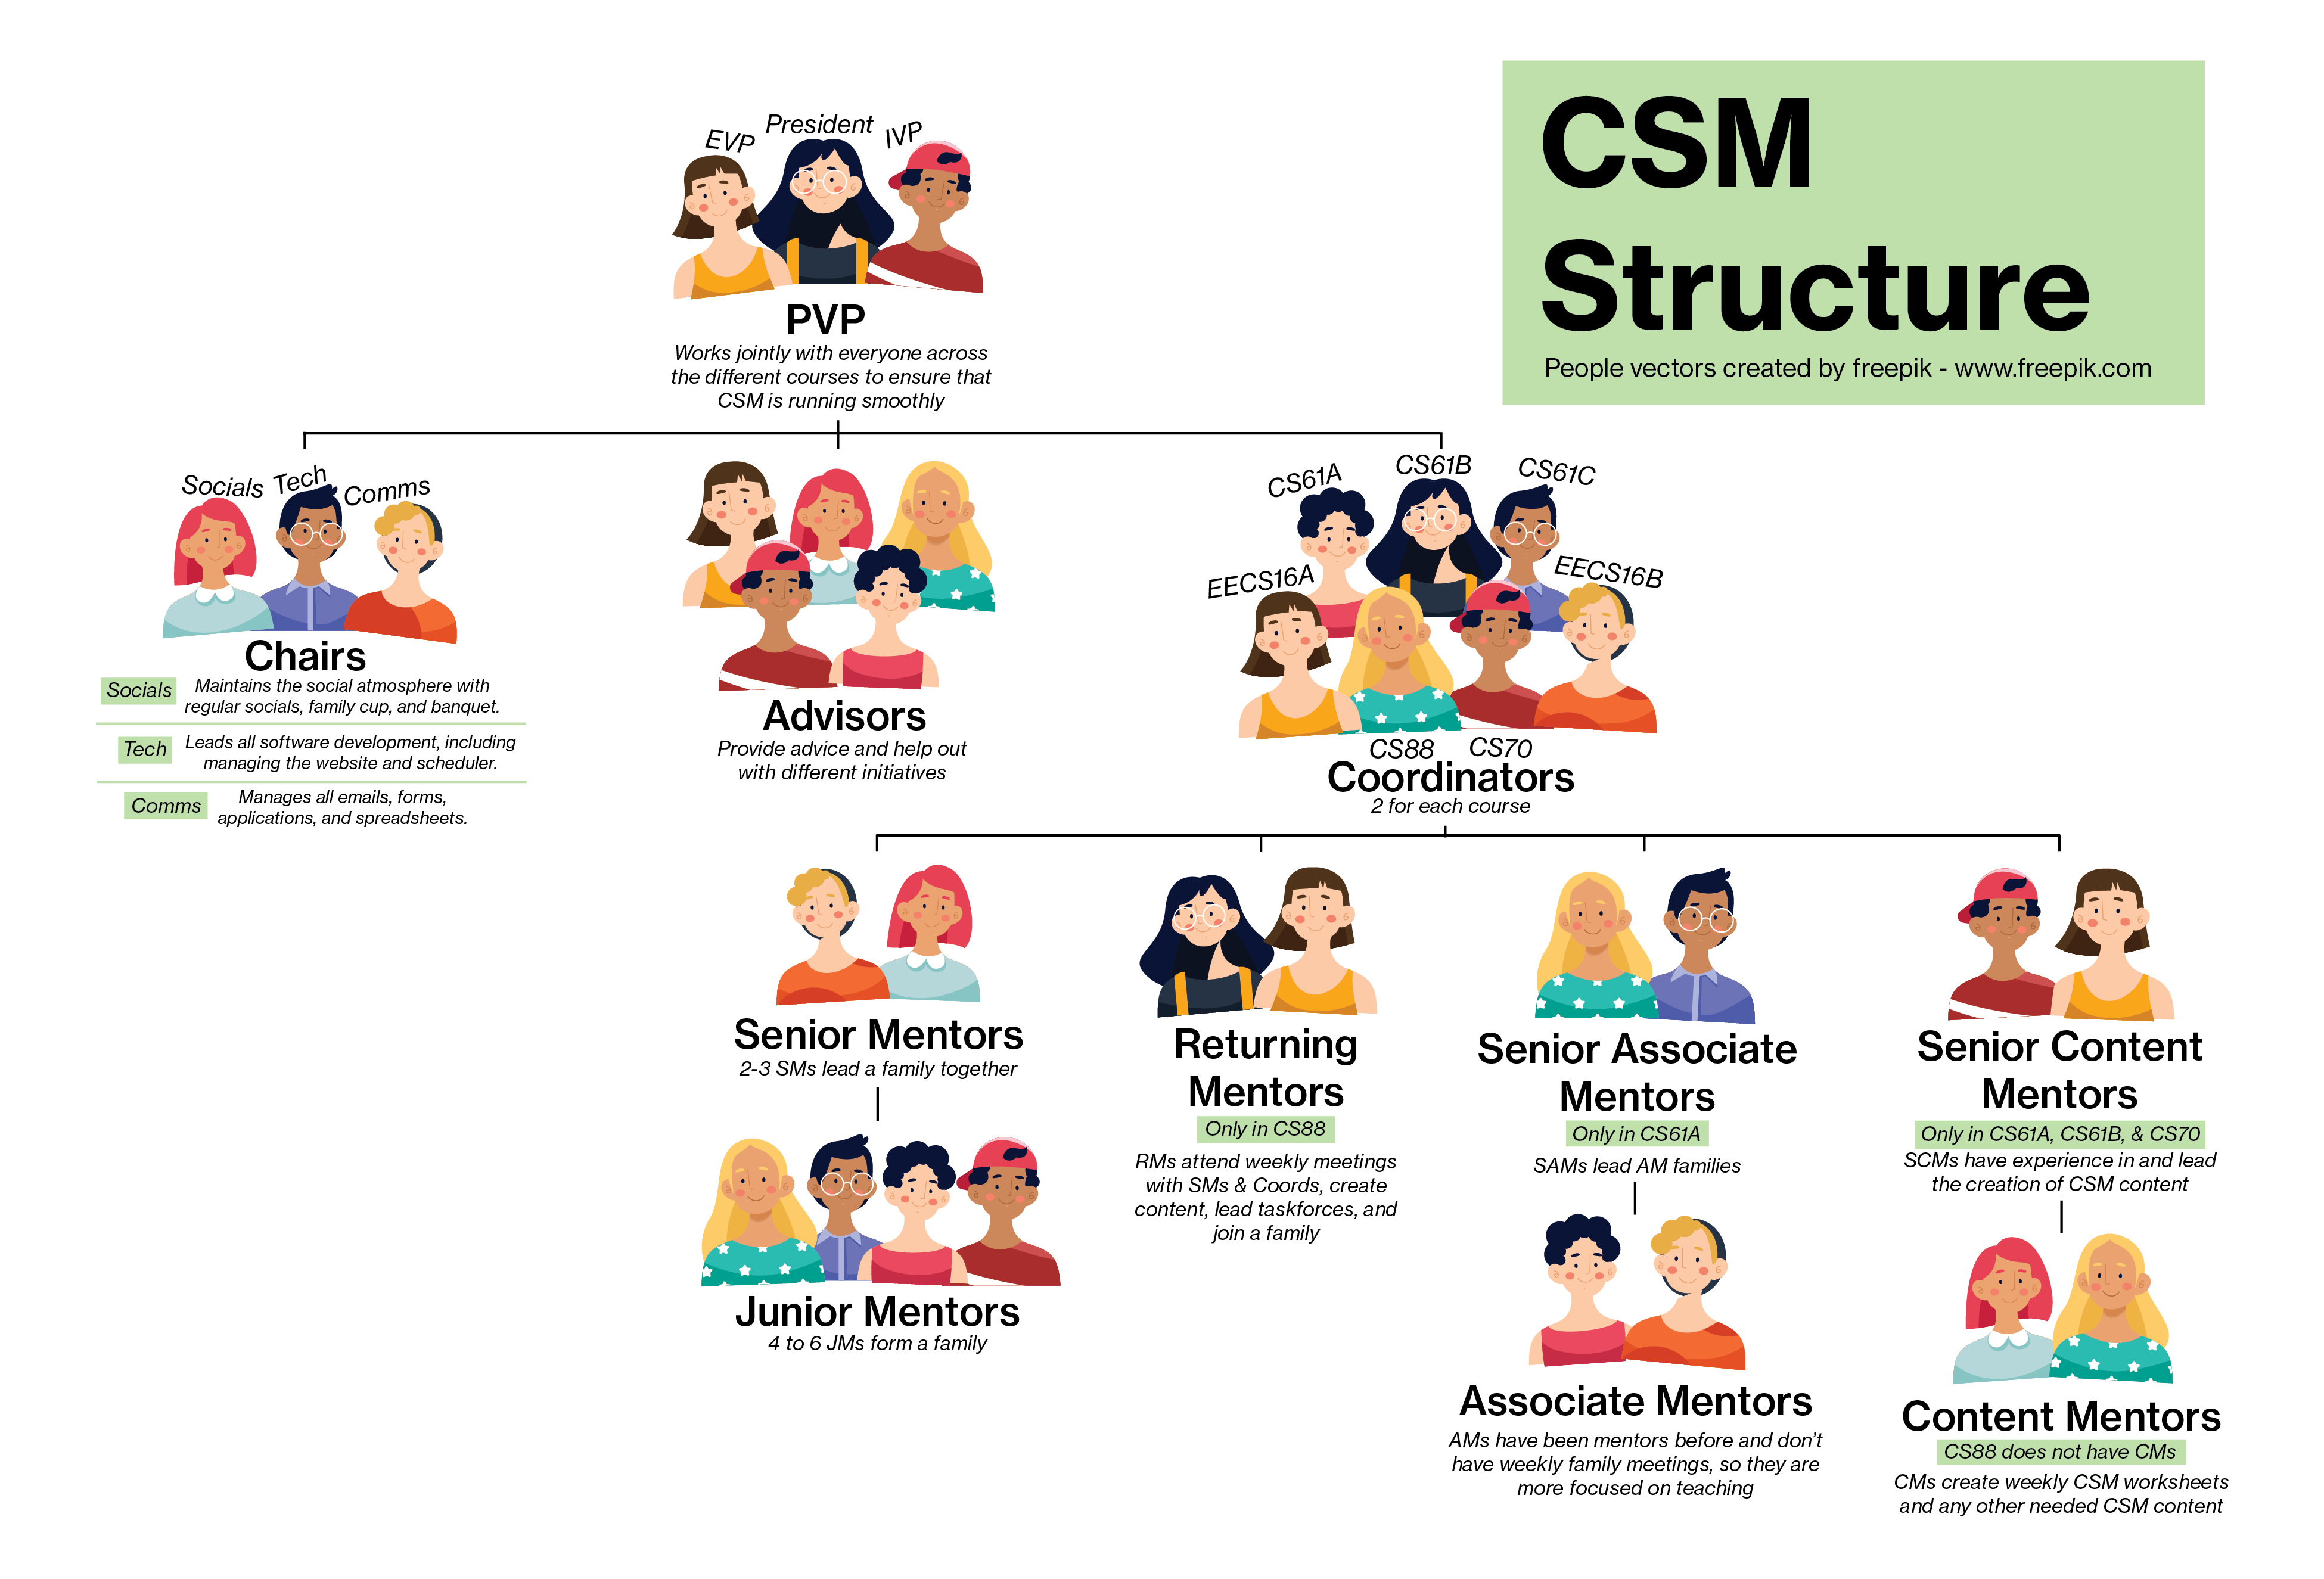 CSM
Structure
People vectors created by freepik - www.freepik.com
EVP
President
IVP
PVP
Works jointly with everyone across
the different courses to ensure that
CSM is running smoothly
Socials
Tech
Comms
Chairs
Socials
Maintains the social atmosphere with
regular socials, family cup, and banquet.
Tech
Leads all software development, including
managing the website and scheduler.
Comms
Manages all emails, forms,
applications, and spreadsheets.
Advisors
Provide advice and help out
with different initiatives
CS61A
CS61B
CS61C
EECS16A
EECS16B
CS88
CS70
Coordinators
2 for each course
Senior Mentors
2-3 SMs lead a family together
Junior Mentors
4 to 6 JMs form a family
Returning
Mentors
Only in CS88
RMs attend weekly meetings
with SMs & Coords, create
content, lead taskforces, and
join a family
Senior Associate
Mentors
Only in CS61A
SAMs lead AM families
Associate Mentors
AMs have been mentors before and don't
have weekly family meetings, so they are
more focused on teaching
Senior Content
Mentors
Only in CS61A, CS61B, & CS70
SCMs have experience in and lead
the creation of CSM content
Content Mentors
CS88 does not have CMs
CMs create weekly CSM worksheets
and any other needed CSM content